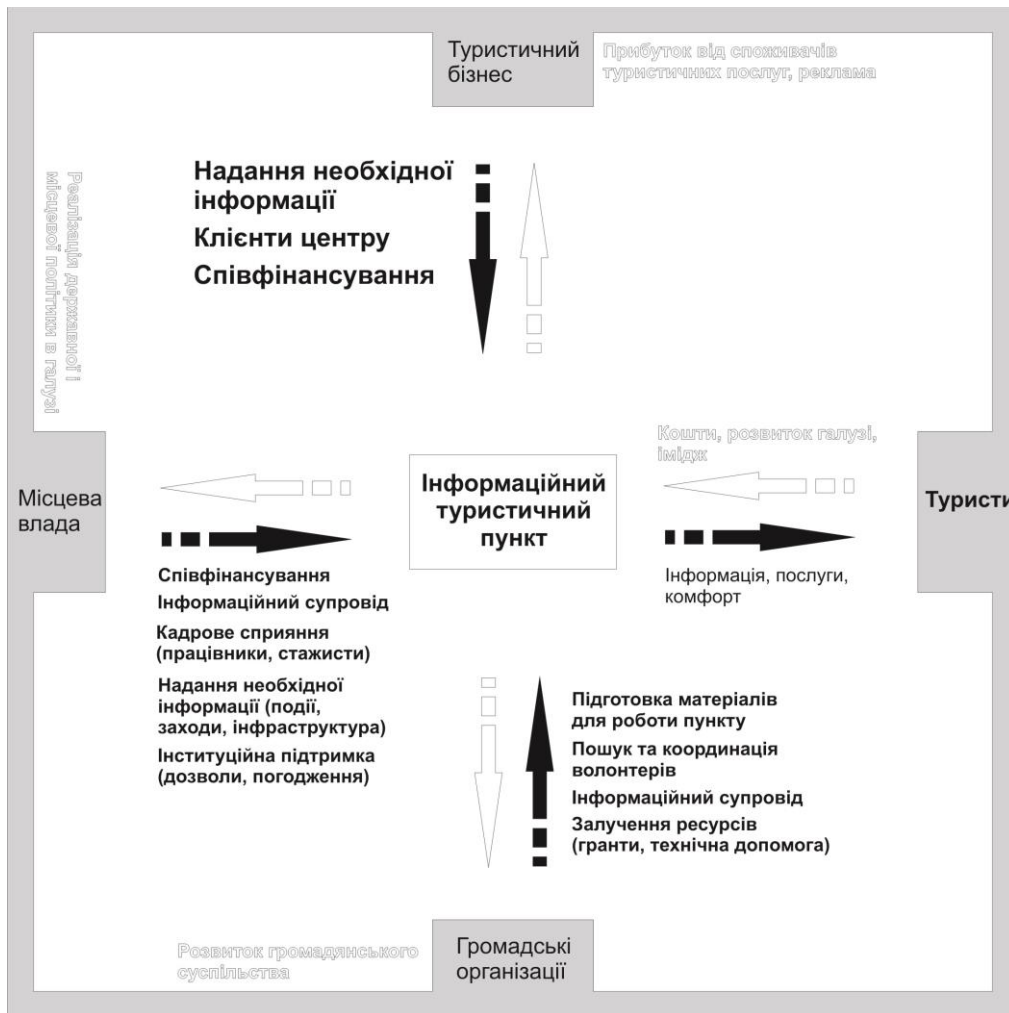 Туристичний
бізнес
Прибуток від споживачів
туристичних послуг, реклама
Надання необхідної
інформації
Клієнти центру
Співфінансування
Реалізація державної і
місцевої політики в галузі
Кошти, розвиток галузі,
імідж
Місцева
влада
Інформаційний
туристичний
пункт
Туристи
Співфінансування
Інформаційний супровід
Кадрове сприяння
(працівники, стажисти)
Надання необхідної
інформації (події,
заходи, інфраструктура)
Інституційна підтримка
(дозволи, погодження)
Інформація, послуги,
комфорт
Підготовка матеріалів
для роботи пункту
Пошук та координація
волонтерів
Інформаційний супровід
Залучення ресурсів
(гранти, технічна допомога)
Розвиток громадянського
суспільства
Громадські
організації